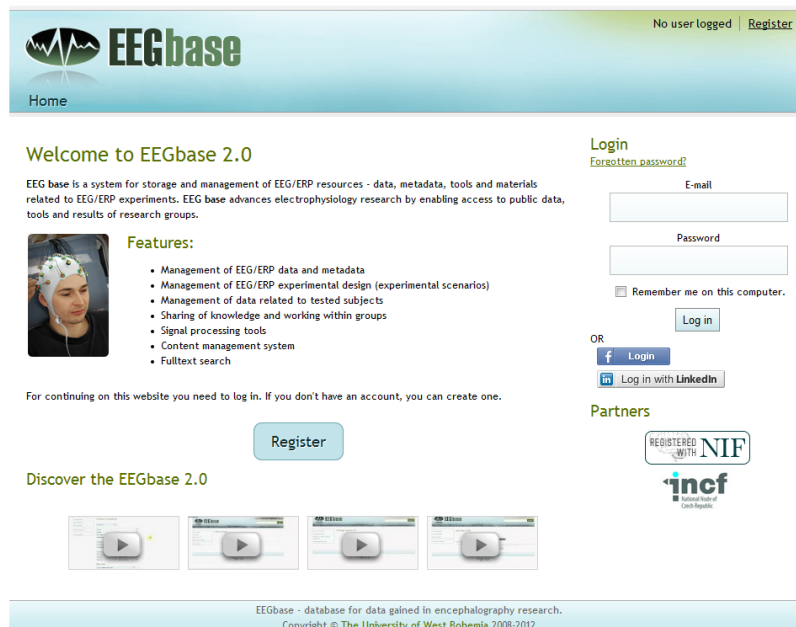 No user logged | Register
EEGbase
Home
Welcome to EEGbase 2.0
EEG base is a system for storage and management of EEG/ERP resources - data, metadata, tools and materials
related to EEG/ERP experiments. EEG base advances electrophysiology research by enabling access to public data,
tools and results of research groups.
Features:
• Management of EEG/ERP data and metadata
• Management of EEG/ERP experimental design (experimental scenarios)
• Management of data related to tested subjects
• Sharing of knowledge and working within groups
• Signal processing tools
• Content management system
• Fulltext search
For continuing on this website you need to log in. If you don't have an account, you can create one.
Register
Discover the EEGbase 2.0
Login
Forgotten password?
E-mail
Password
Remember me on this computer.
Log in
OR
f Login
in Log in with LinkedIn
Partners
REGISTERED
WITH NIF
incf
National Node of
Czech Republic
EEGbase - database for data gained in encephalography research.
Copyright © The University of West Bohemia 2008-2012